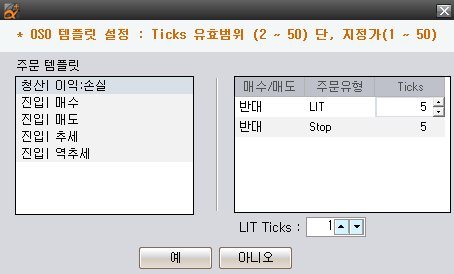 * OSO 템플릿 설정 : Ticks 유효범위 (2 ~ 50) 단, 지정가(1 ~ 50)
주문 템플릿
청산| 이익:손실
진입| 매수
진입| 매도
진입| 추세
진입| 역추세
매수/매도 주문유형 Ticks
반대 LIT 5
반대 Stop 5
LIT Ticks : 1
예 아니오